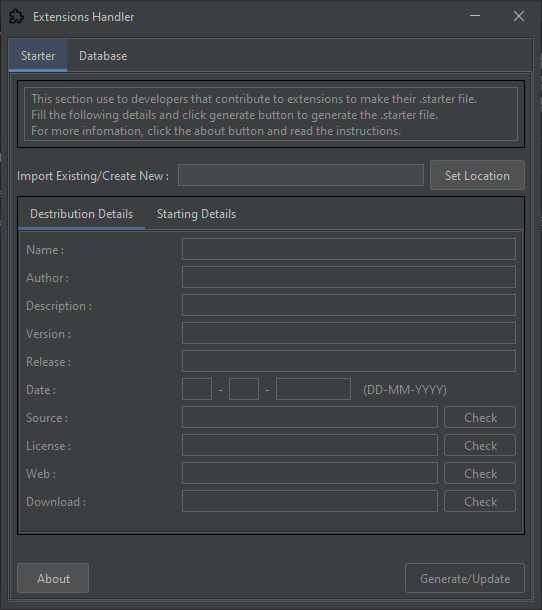 Extensions Handler
Starter Database
This section use to developers that contribute to extensions to make their .starter file.
Fill the following details and click generate button to generate the .starter file.
For more infomation, click the about button and read the instructions.
Import Existing/Create New : Set Location
Destribution Details Starting Details
Name :
Author :
Description :
Version :
Release :
Date : - - (DD-MM-YYYY)
Source : Check
License : Check
Web : Check
Download : Check
About Generate/Update